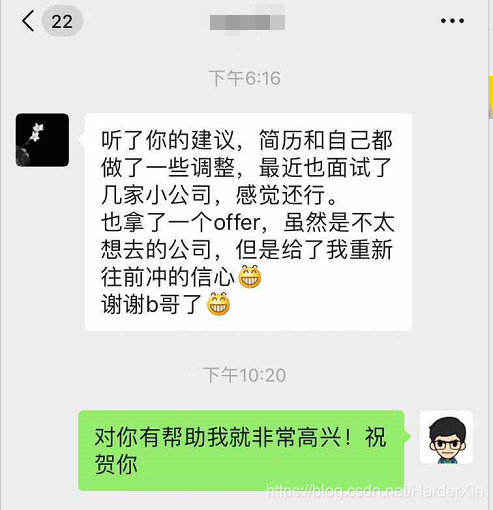 22
下午6:16
听了你的建议，简历和自己都
做了一些调整，最近也面试了
几家小公司，感觉还行。
也拿了一个offer，虽然是不太
想去的公司，但是给了我重新
往前冲的信心😁
谢谢b哥了😁
下午10:20
对你有帮助我就非常高兴！祝
贺你
https://blog.csdn.net/HarderXin